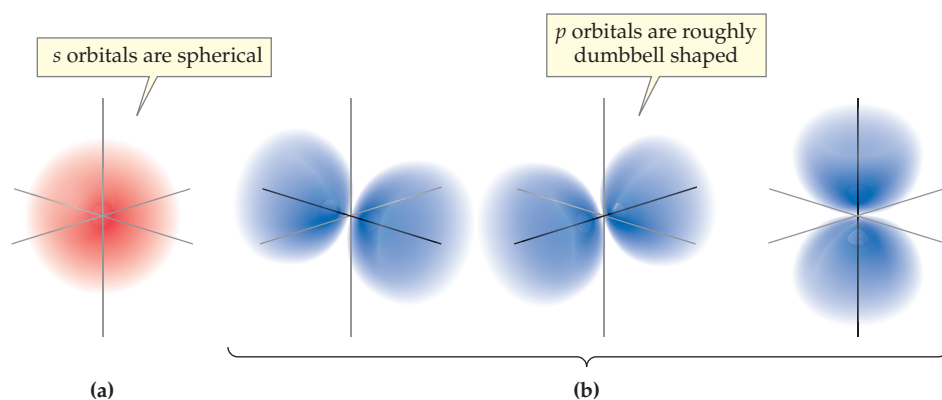 s orbitals are spherical
p orbitals are roughly
dumbbell shaped
(a)
(b)